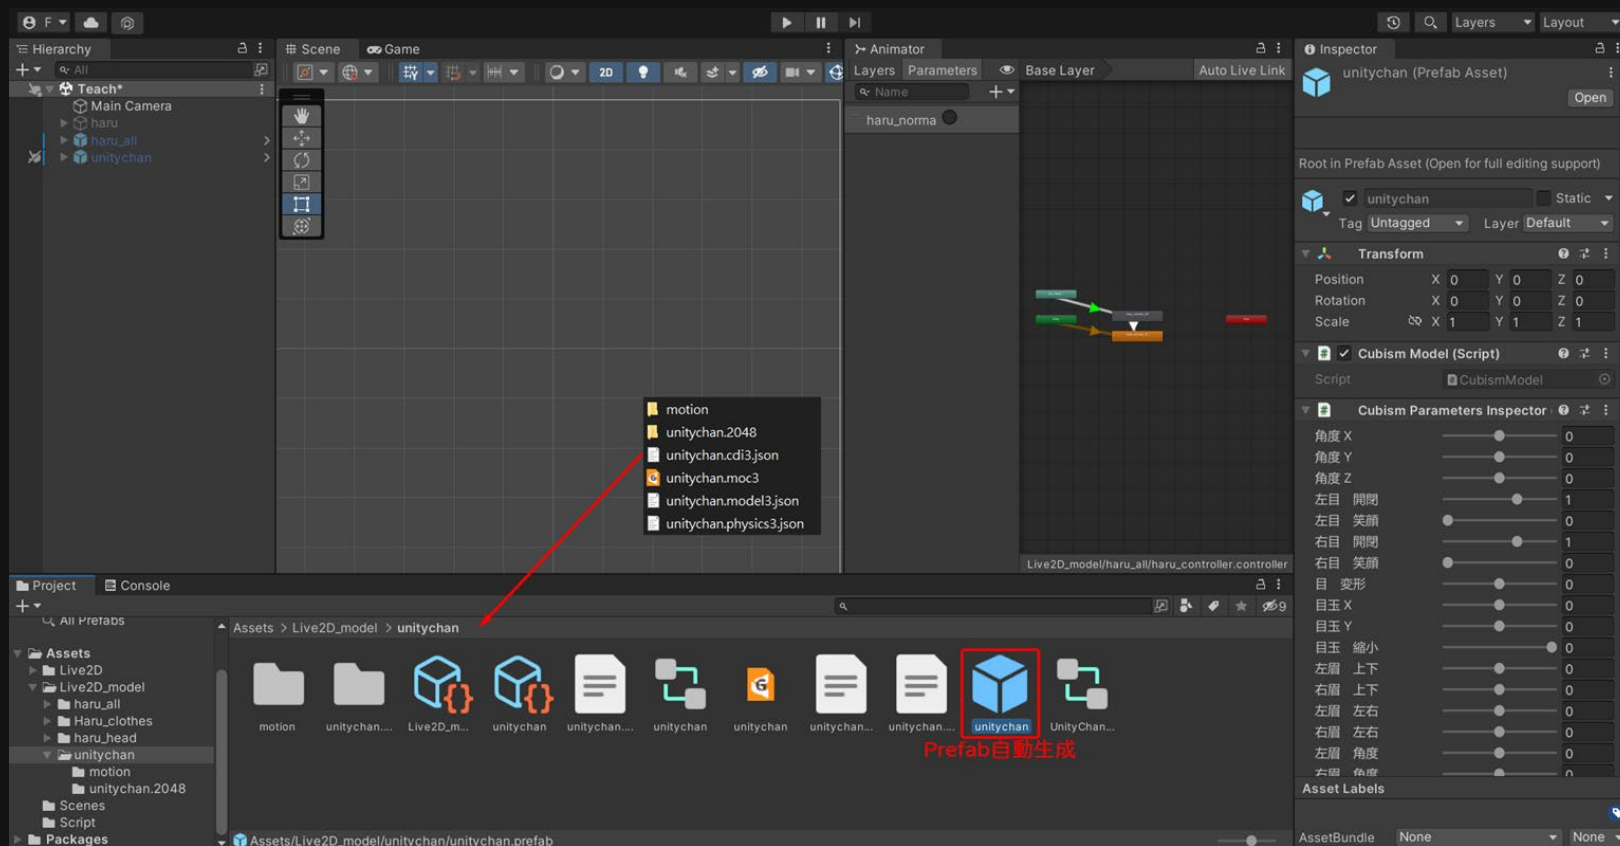 F
Layers
Layout
Hierarchy
All
Teach*
Main Camera
haru
haru_all
unitychan
Scene
Game
2D
Animator
Layers
Parameters
Base Layer
Auto Live Link
Name
haru_norma
Live2D_model/haru_all/haru_controller.controller
motion
unitychan.2048
unitychan.cdi3.json
unitychan.moc3
unitychan.model3.json
unitychan.physics3.json
Inspector
unitychan (Prefab Asset)
Open
Root in Prefab Asset (Open for full editing support)
unitychan
Static
Tag Untagged
Layer Default
Transform
Position X 0 Y 0 Z 0
Rotation X 0 Y 0 Z 0
Scale X 1 Y 1 Z 1
Cubism Model (Script)
Script CubismModel
Cubism Parameters Inspector
角度 X 0
角度 Y 0
角度 Z 0
左目 開閉 1
左目 笑顔 0
右目 開閉 1
右目 笑顔 0
目 変形 0
目玉 X 0
目玉 Y 0
目玉 縮小 0
左眉 上下 0
右眉 上下 0
左眉 左右 0
右眉 左右 0
左眉 角度 0
右眉 角度 0
Asset Labels
AssetBundle None None
Project
Console
9
All Prefabs
Assets
Live2D
Live2D_model
haru_all
Haru_clothes
haru_head
unitychan
motion
unitychan.2048
Scenes
Script
Packages
Assets > Live2D_model > unitychan
motion
unitychan....
Live2D_m...
unitychan
unitychan....
unitychan
unitychan
unitychan...
unitychan....
unitychan
UnityChan...
Prefab自動生成
Assets/Live2D_model/unitychan/unitychan.prefab